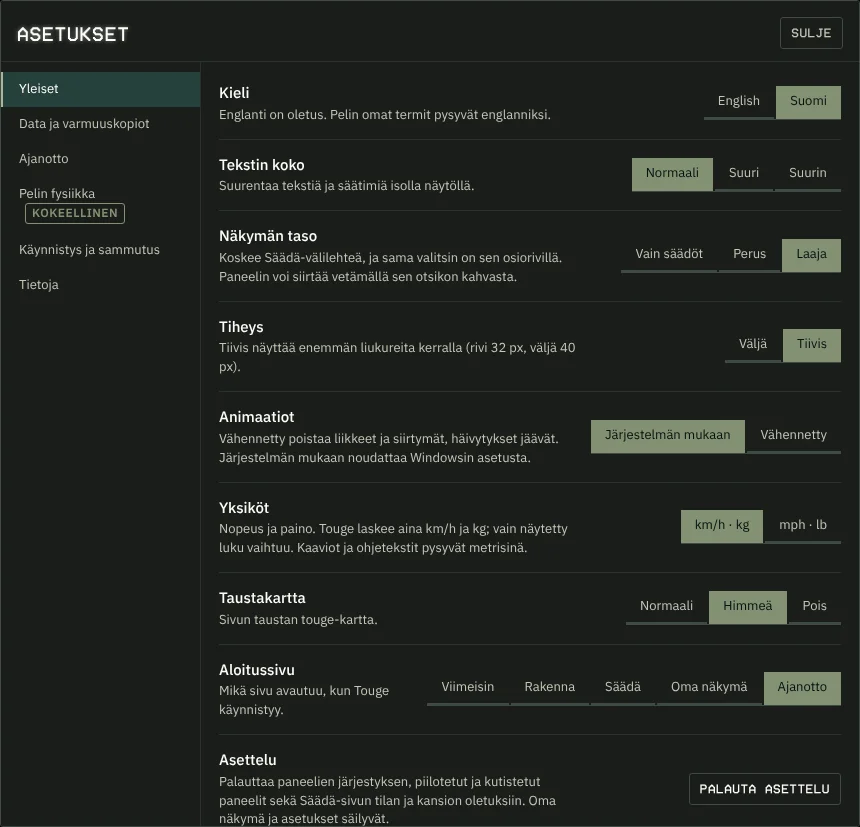 ASETUKSET
SULJE
Yleiset
Data ja varmuuskopiot
Ajanotto
Pelin fysiikka
KOKEELLINEN
Käynnistys ja sammutus
Tietoja
Kieli
Englanti on oletus. Pelin omat termit pysyvät englanniksi.
English Suomi
Tekstin koko
Suurentaa tekstiä ja säätimiä isolla näytöllä.
Normaali Suuri Suurin
Näkymän taso
Koskee Säädä-välilehteä, ja sama valitsin on sen osiorivillä.
Paneelin voi siirtää vetämällä sen otsikon kahvasta.
Vain säädöt Perus Laaja
Tiheys
Tiivis näyttää enemmän liukureita kerralla (rivi 32 px, väljä 40
px).
Väljä Tiivis
Animaatiot
Vähennetty poistaa liikkeet ja siirtymät, häivytykset jäävät.
Järjestelmän mukaan noudattaa Windowsin asetusta.
Järjestelmän mukaan Vähennetty
Yksiköt
Nopeus ja paino. Touge laskee aina km/h ja kg; vain näytetty
luku vaihtuu. Kaaviot ja ohjetekstit pysyvät metrisinä.
km/h · kg mph · lb
Taustakartta
Sivun taustan touge-kartta.
Normaali Himmeä Pois
Aloitussivu
Mikä sivu avautuu, kun Touge
käynnistyy.
Viimeisin Rakenna Säädä Oma näkymä Ajanotto
Asettelu
Palauttaa paneelien järjestyksen, piilotetut ja kutistetut
paneelit sekä Säädä-sivun tilan ja kansion oletuksiin. Oma
näkymä ja asetukset säilyvät.
PALAUTA ASETTELU